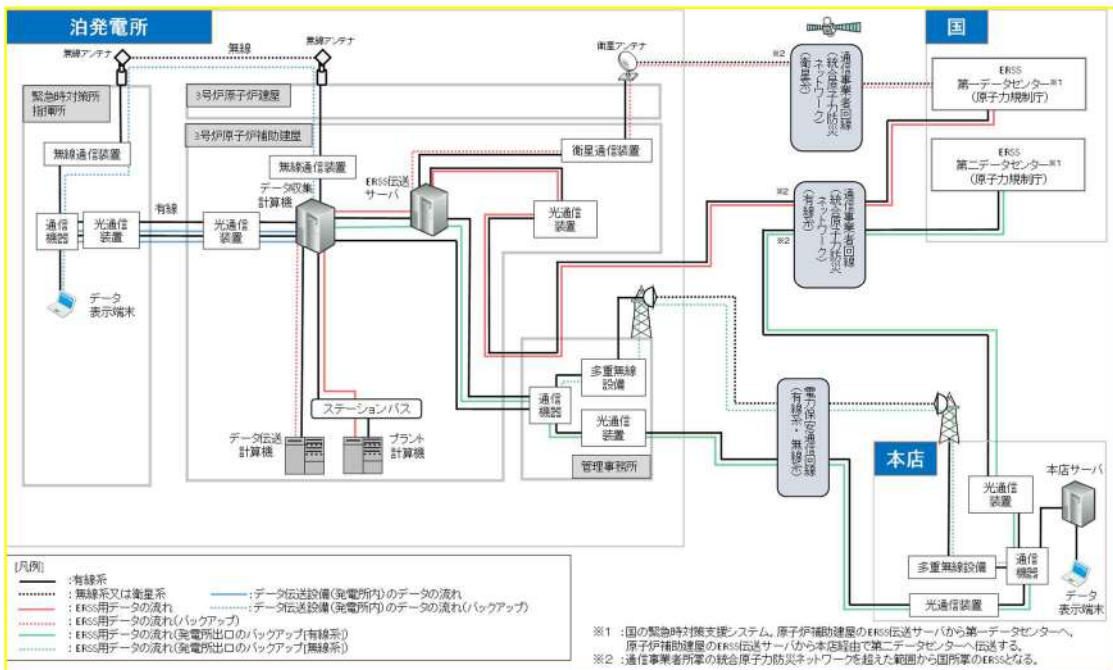 泊発電所
無線アンテナ
無線
無線アンテナ
衛星アンテナ
緊急時対策所
指揮所
3号炉原子炉建屋
3号炉原子炉補助建屋
無線通信装置
無線通信装置
衛星通信装置
データ収集
計算機
ERSS伝送
サーバ
有線
通信
機器
光通信
装置
光通信
装置
光通信
装置
データ
表示端末
ステーションバス
データ伝送
計算機
プラント
計算機
通信
機器
多重無線
設備
光通信
装置
管理事務所
※2
通信事業者回線
(統合原子力防災
ネットワーク)
(衛星系)
※2
※2
通信事業者回線
(統合原子力防災
ネットワーク)
(有線系)
電力保安通信回線
(有線系・無線系)
国
ERSS
第一データセンター※1
(原子力規制庁)
ERSS
第二データセンター※1
(原子力規制庁)
本店
本店サーバ
光通信
装置
多重無線設備
通信
機器
光通信装置
データ
表示端末
[凡例]
:有線系
:無線系又は衛星系
:ERSS用データの流れ
:ERSS用データの流れ(バックアップ)
:ERSS用データの流れ(発電所出口のバックアップ[有線系])
:ERSS用データの流れ(発電所出口のバックアップ[無線系])
:データ伝送設備(発電所内)のデータの流れ
:データ伝送設備(発電所内)のデータの流れ(バックアップ)
※1 :国の緊急時対策支援システム。原子炉補助建屋のERSS伝送サーバから第一データセンターへ,
原子炉補助建屋のERSS伝送サーバから本店経由で第二データセンターへ伝送する。
※2 :通信事業者所掌の統合原子力防災ネットワークを超えた範囲から国所掌のERSSとなる。